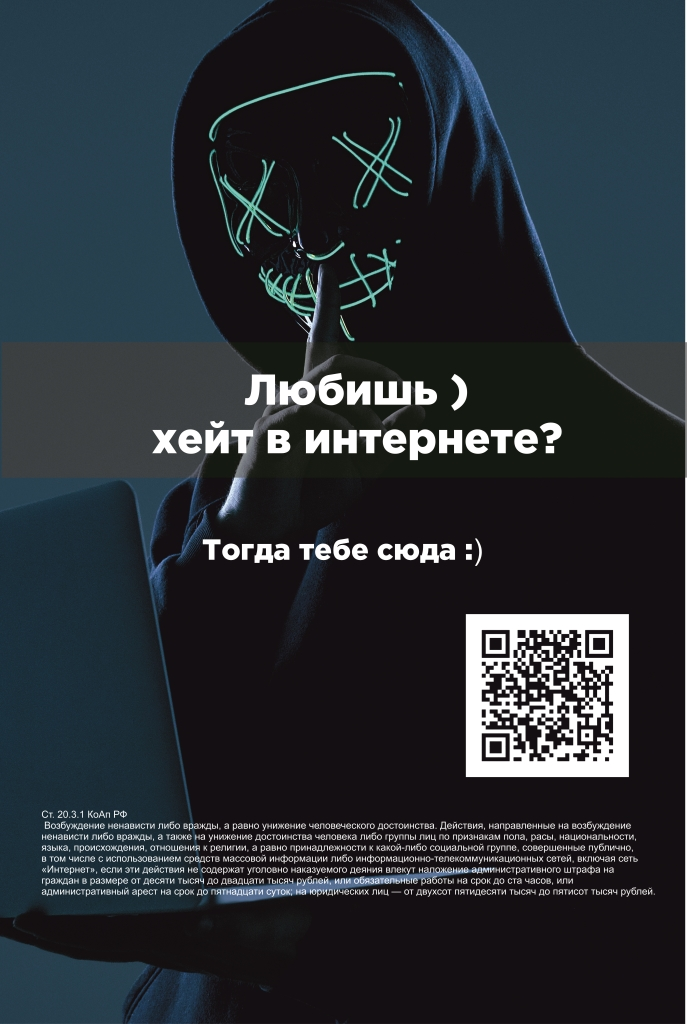 Любишь )
хейт в интернете?
Тогда тебе сюда :)
Ст. 20.3.1 КоАп РФ
Возбуждение ненависти либо вражды, а равно унижение человеческого достоинства. Действия, направленные на возбуждение
ненависти либо вражды, а также на унижение достоинства человека либо группы лиц по признакам пола, расы, национальности,
языка, происхождения, отношения к религии, а равно принадлежности к какой-либо социальной группе, совершенные публично,
в том числе с использованием средств массовой информации либо информационно-телекоммуникационных сетей, включая сеть
«Интернет», если эти действия не содержат уголовно наказуемого деяния влекут наложение административного штрафа на
граждан в размере от десяти тысяч до двадцати тысяч рублей, или обязательные работы на срок до ста часов, или
административный арест на срок до пятнадцати суток; на юридических лиц — от двухсот пятидесяти тысяч до пятисот тысяч рублей.